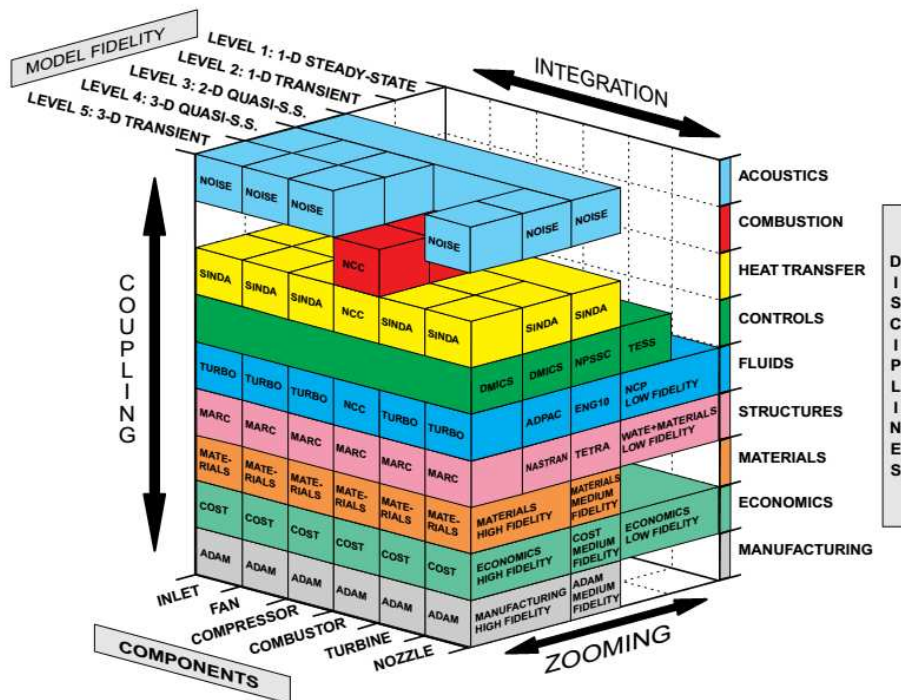 MODEL FIDELITY
LEVEL 1: 1-D STEADY-STATE
LEVEL 2: 1-D TRANSIENT
LEVEL 3: 2-D QUASI-S.S.
LEVEL 4: 3-D QUASI-S.S.
LEVEL 5: 3-D TRANSIENT
INTEGRATION
COUPLING
DISCIPLINES
ACOUSTICS
COMBUSTION
HEAT TRANSFER
CONTROLS
FLUIDS
STRUCTURES
MATERIALS
ECONOMICS
MANUFACTURING
NOISE
NOISE
NOISE
NOISE
NOISE
NOISE
NCC
SINDA
SINDA
SINDA
NCC
SINDA
SINDA
SINDA
SINDA
DMICS
DMICS
NPSSC
TESS
TURBO
TURBO
TURBO
NCC
TURBO
TURBO
ADPAC
ENG10
NCP
LOW FIDELITY
MARC
MARC
MARC
MARC
MARC
MARC
NASTRAN
TETRA
WATE+MATERIALS
LOW FIDELITY
MATE-
RIALS
MATE-
RIALS
MATE-
RIALS
MATE-
RIALS
MATE-
RIALS
MATE-
RIALS
MATERIALS
HIGH FIDELITY
MATERIALS
MEDIUM
FIDELITY
COST
COST
COST
COST
COST
COST
ECONOMICS
HIGH FIDELITY
COST
MEDIUM
FIDELITY
ECONOMICS
LOW FIDELITY
ADAM
ADAM
ADAM
ADAM
ADAM
ADAM
MANUFACTURING
HIGH FIDELITY
ADAM
MEDIUM
FIDELITY
INLET
FAN
COMPRESSOR
COMBUSTOR
TURBINE
NOZZLE
COMPONENTS
ZOOMING